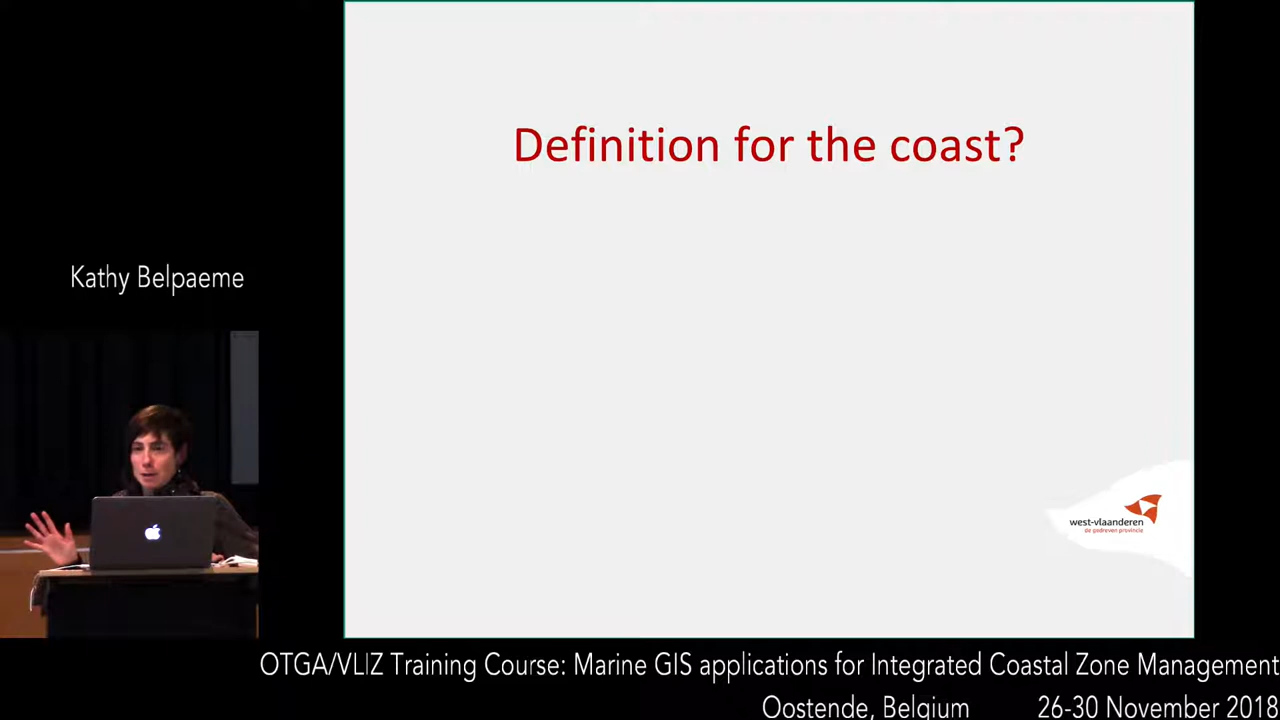 Definition for the coast?
Kathy Belpaeme
west-vlaanderen
de gedreven provincie
OTGA/VLIZ Training Course: Marine GIS applications for Integrated Coastal Zone Management
Oostende, Belgium 26-30 November 2018